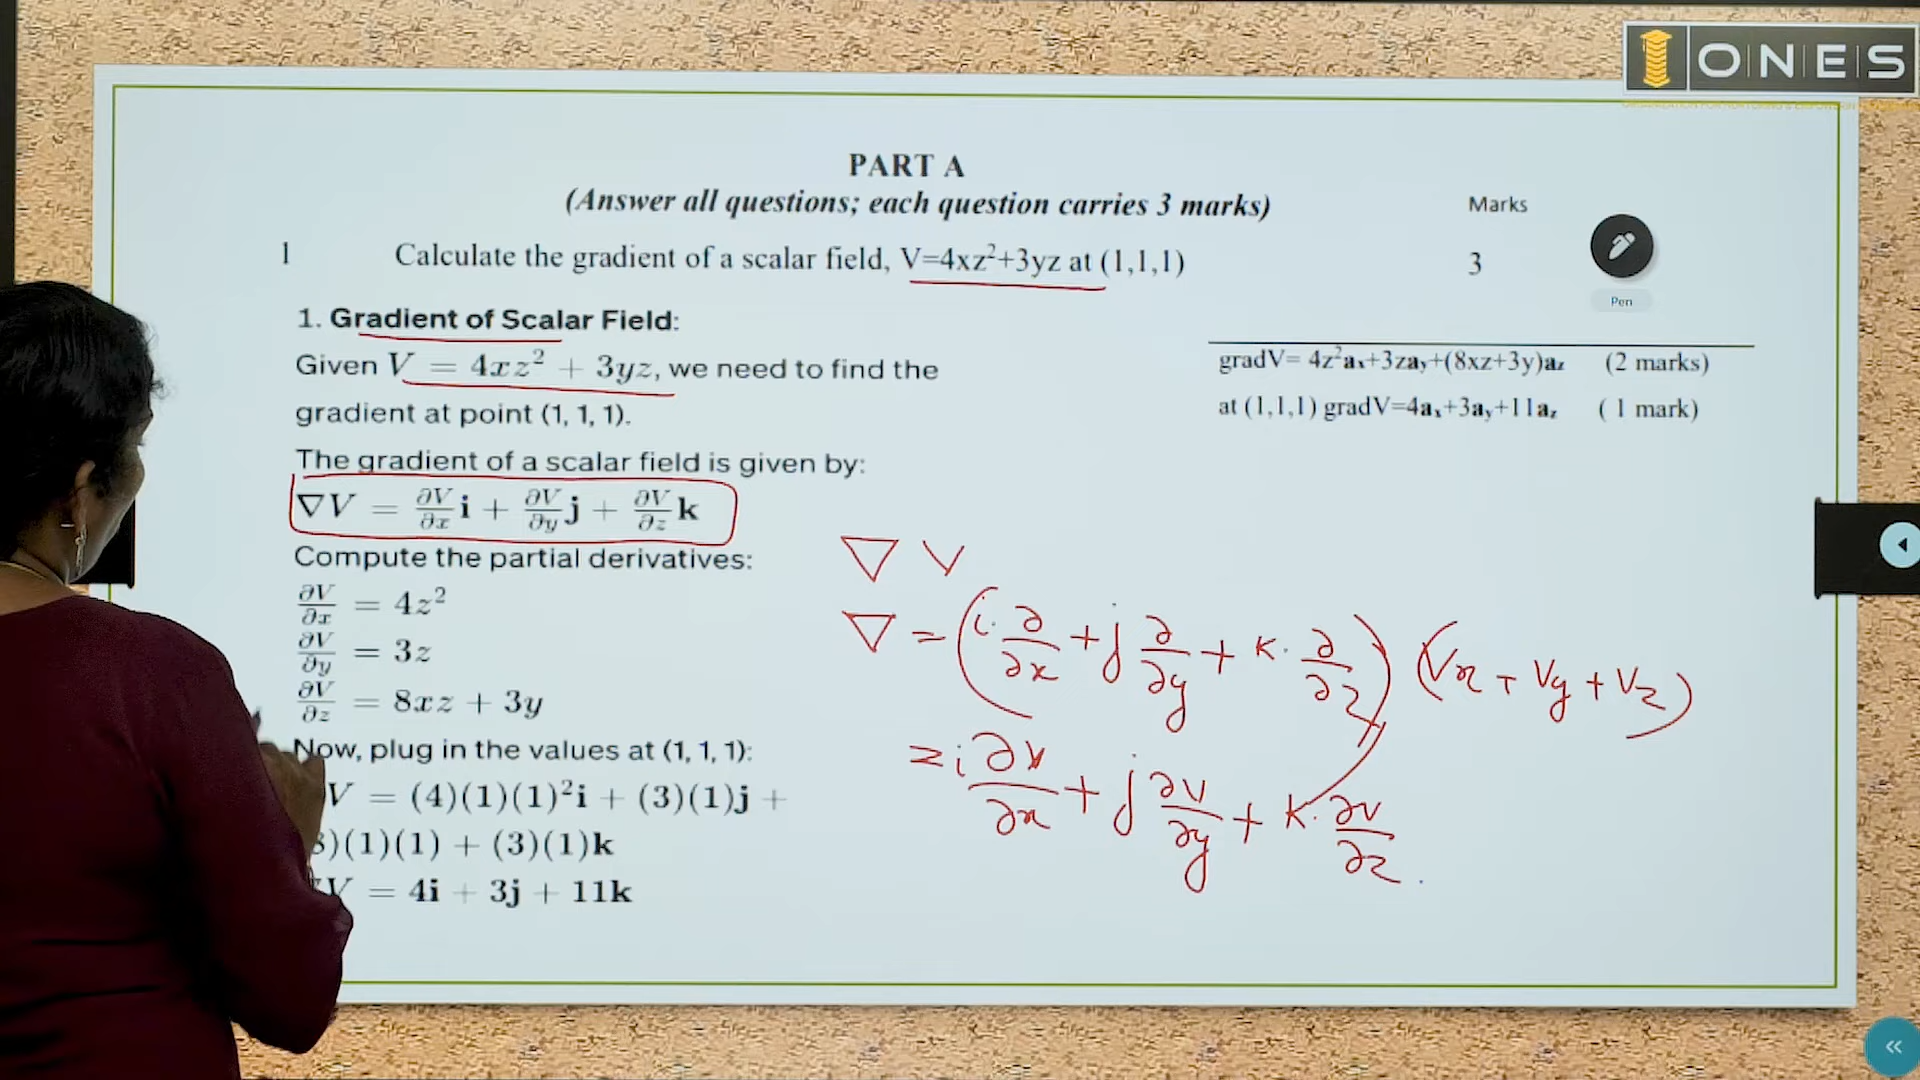 ONES
PART A
(Answer all questions; each question carries 3 marks)
Marks
1 Calculate the gradient of a scalar field, V=4xz²+3yz at (1,1,1) 3
Pen
1. Gradient of Scalar Field:
Given V = 4xz² + 3yz, we need to find the
gradient at point (1, 1, 1).
gradV= 4z²aₓ+3za_y+(8xz+3y)a_z (2 marks)
at (1,1,1) gradV=4aₓ+3a_y+11a_z ( 1 mark)
The gradient of a scalar field is given by:
∇V = ∂V/∂x i + ∂V/∂y j + ∂V/∂z k
Compute the partial derivatives:
∂V/∂x = 4z²
∂V/∂y = 3z
∂V/∂z = 8xz + 3y
Now, plug in the values at (1, 1, 1):
V = (4)(1)(1)²i + (3)(1)j +
)(1)(1) + (3)(1)k
V = 4i + 3j + 11k
∇ V
∇ = (i. ∂/∂x + j ∂/∂y + k. ∂/∂z) (Vx + Vy + Vz)
= i ∂V/∂x + j ∂V/∂y + k. ∂V/∂z .